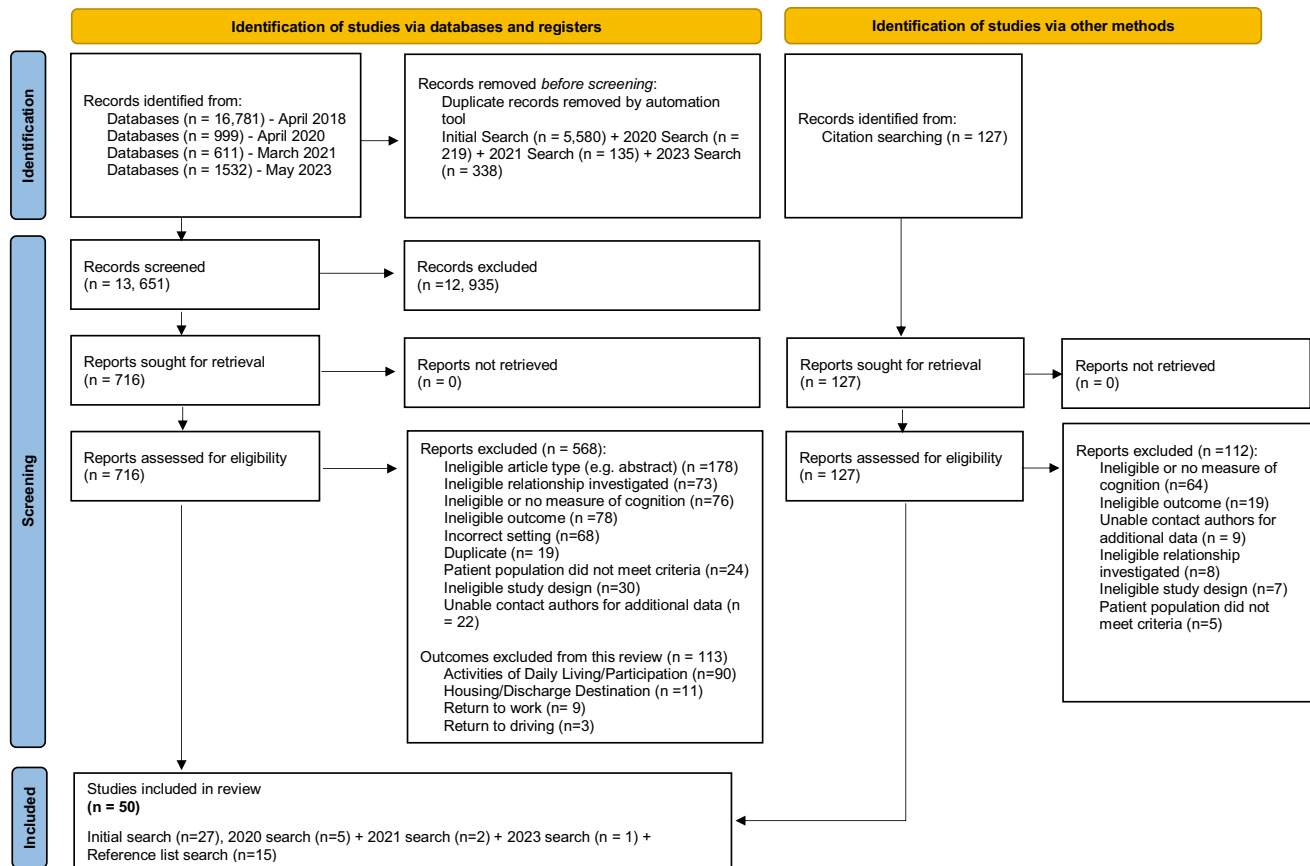 Identification of studies via databases and registers
Identification of studies via other methods
Identification
Records identified from:
Databases (n = 16,781) - April 2018
Databases (n = 999) - April 2020
Databases (n = 611) - March 2021
Databases (n = 1532) - May 2023
Records removed before screening:
Duplicate records removed by automation
tool
Initial Search (n = 5,580) + 2020 Search (n =
219) + 2021 Search (n = 135) + 2023 Search
(n = 338)
Records identified from:
Citation searching (n = 127)
Screening
Records screened
(n = 13, 651)
Records excluded
(n =12, 935)
Reports sought for retrieval
(n = 716)
Reports not retrieved
(n = 0)
Reports sought for retrieval
(n = 127)
Reports not retrieved
(n = 0)
Reports assessed for eligibility
(n = 716)
Reports excluded (n = 568):
Ineligible article type (e.g. abstract) (n =178)
Ineligible relationship investigated (n=73)
Ineligible or no measure of cognition (n=76)
Ineligible outcome (n =78)
Incorrect setting (n=68)
Duplicate (n= 19)
Patient population did not meet criteria (n=24)
Ineligible study design (n=30)
Unable contact authors for additional data (n
= 22)
Outcomes excluded from this review (n = 113)
Activities of Daily Living/Participation (n=90)
Housing/Discharge Destination (n =11)
Return to work (n= 9)
Return to driving (n=3)
Reports assessed for eligibility
(n = 127)
Reports excluded (n =112):
Ineligible or no measure of
cognition (n=64)
Ineligible outcome (n=19)
Unable contact authors for
additional data (n = 9)
Ineligible relationship
investigated (n=8)
Ineligible study design (n=7)
Patient population did not
meet criteria (n=5)
Included
Studies included in review
(n = 50)
Initial search (n=27), 2020 search (n=5) + 2021 search (n=2) + 2023 search (n = 1) +
Reference list search (n=15)